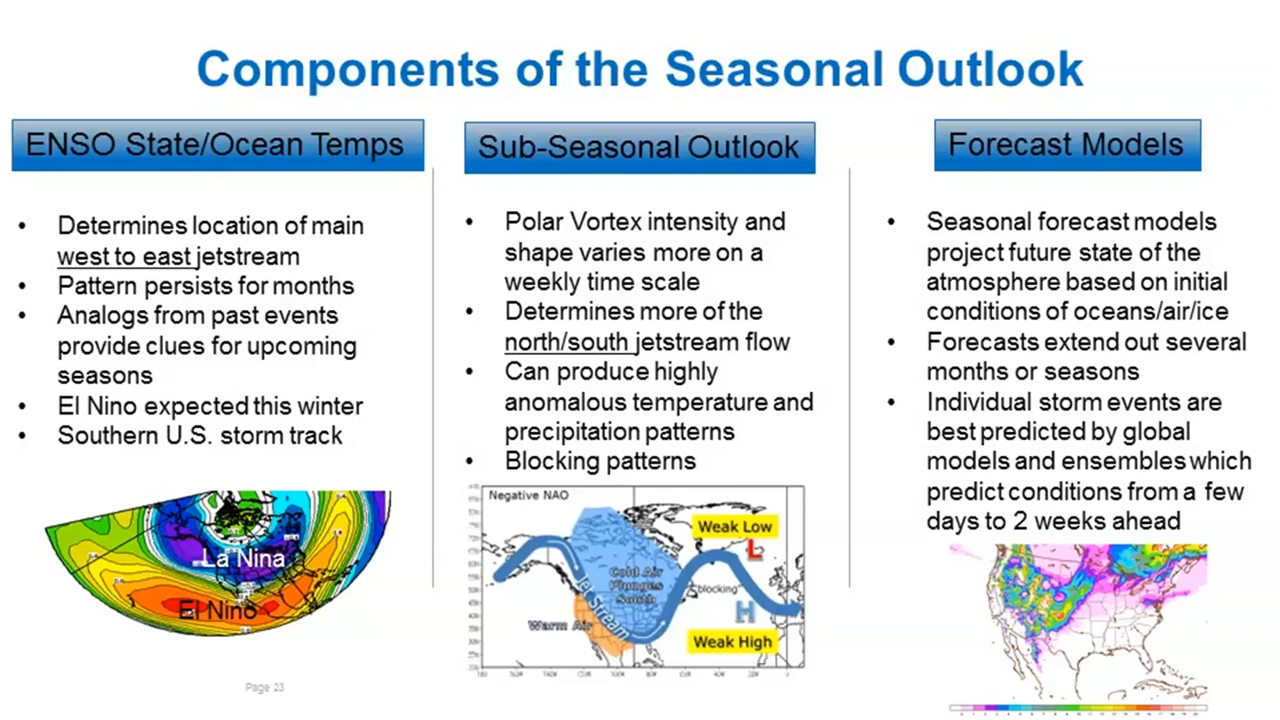 Components of the Seasonal Outlook
ENSO State/Ocean Temps
• Determines location of main
west to east jetstream
• Pattern persists for months
• Analogs from past events
provide clues for upcoming
seasons
• El Nino expected this winter
• Southern U.S. storm track
La Nina
El Nino
Page 23
Sub-Seasonal Outlook
• Polar Vortex intensity and
shape varies more on a
weekly time scale
• Determines more of the
north/south jetstream flow
• Can produce highly
anomalous temperature and
precipitation patterns
• Blocking patterns
Negative NAO
Weak Low
L
Cold Air
Plunges
South
blocking
Jet Stream
H
Warm Air
Weak High
Forecast Models
• Seasonal forecast models
project future state of the
atmosphere based on initial
conditions of oceans/air/ice
• Forecasts extend out several
months or seasons
• Individual storm events are
best predicted by global
models and ensembles which
predict conditions from a few
days to 2 weeks ahead